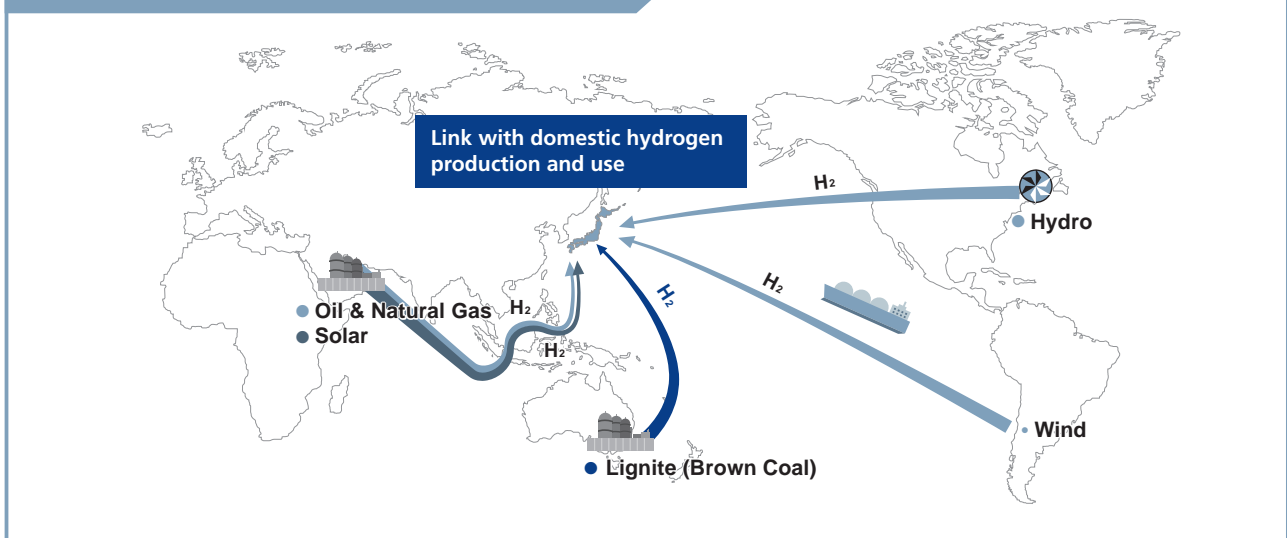 Link with domestic hydrogen
production and use
H₂
Hydro
H₂
H₂
Oil & Natural Gas
H₂
Solar
H₂
Wind
Lignite (Brown Coal)